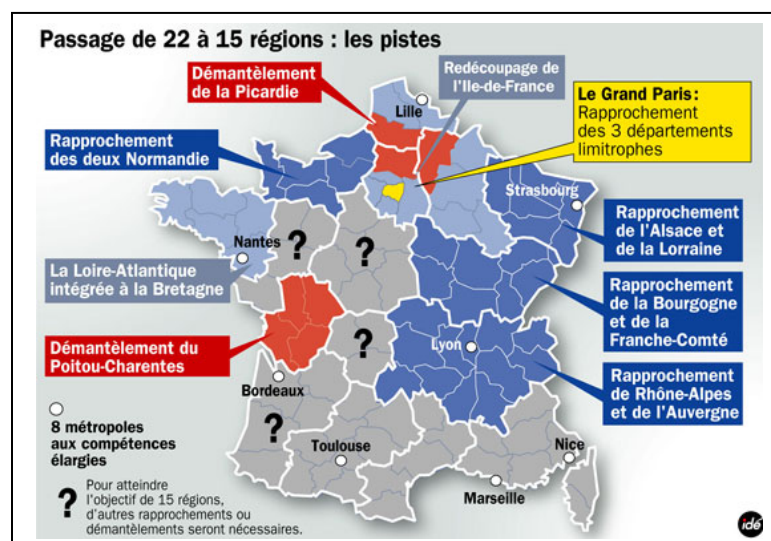 Passage de 22 à 15 régions : les pistes
Démantèlement
de la Picardie
Redécoupage de
l'Ile-de-France
Le Grand Paris :
Rapprochement
des 3 départements
limitrophes
Rapprochement
des deux Normandie
Lille
Strasbourg
Nantes
?
?
Rapprochement
de l'Alsace et
de la Lorraine
La Loire-Atlantique
intégrée à la Bretagne
Rapprochement
de la Bourgogne
et de la
Franche-Comté
Démantèlement du
Poitou-Charentes
?
Lyon
Rapprochement
de Rhône-Alpes
et de l'Auvergne
Bordeaux
8 métropoles
aux compétences
élargies
?
Toulouse
Nice
Marseille
?
Pour atteindre
l'objectif de 15 régions,
d'autres rapprochements ou
démantèlements seront nécessaires.
idé